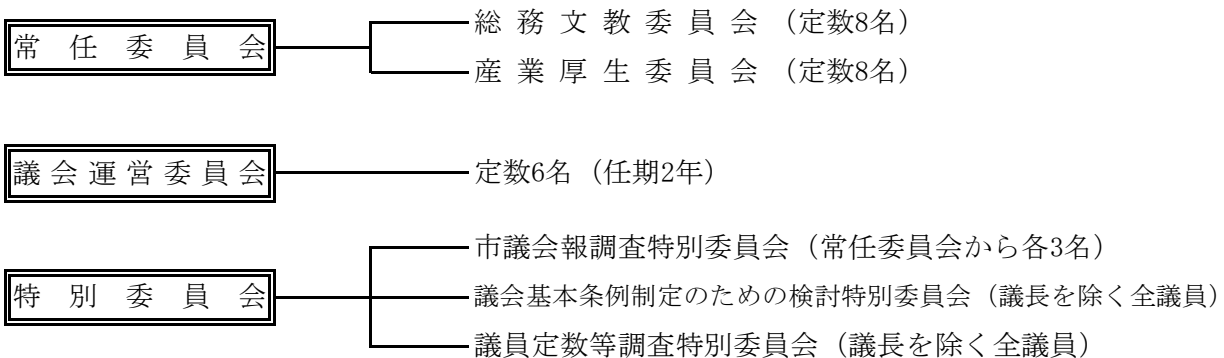 総務文教委員会（定数8名）
常任委員会
産業厚生委員会（定数8名）
議会運営委員会 定数6名（任期2年）
市議会報調査特別委員会（常任委員会から各3名）
特別委員会 議会基本条例制定のための検討特別委員会（議長を除く全議員）
議員定数等調査特別委員会（議長を除く全議員）